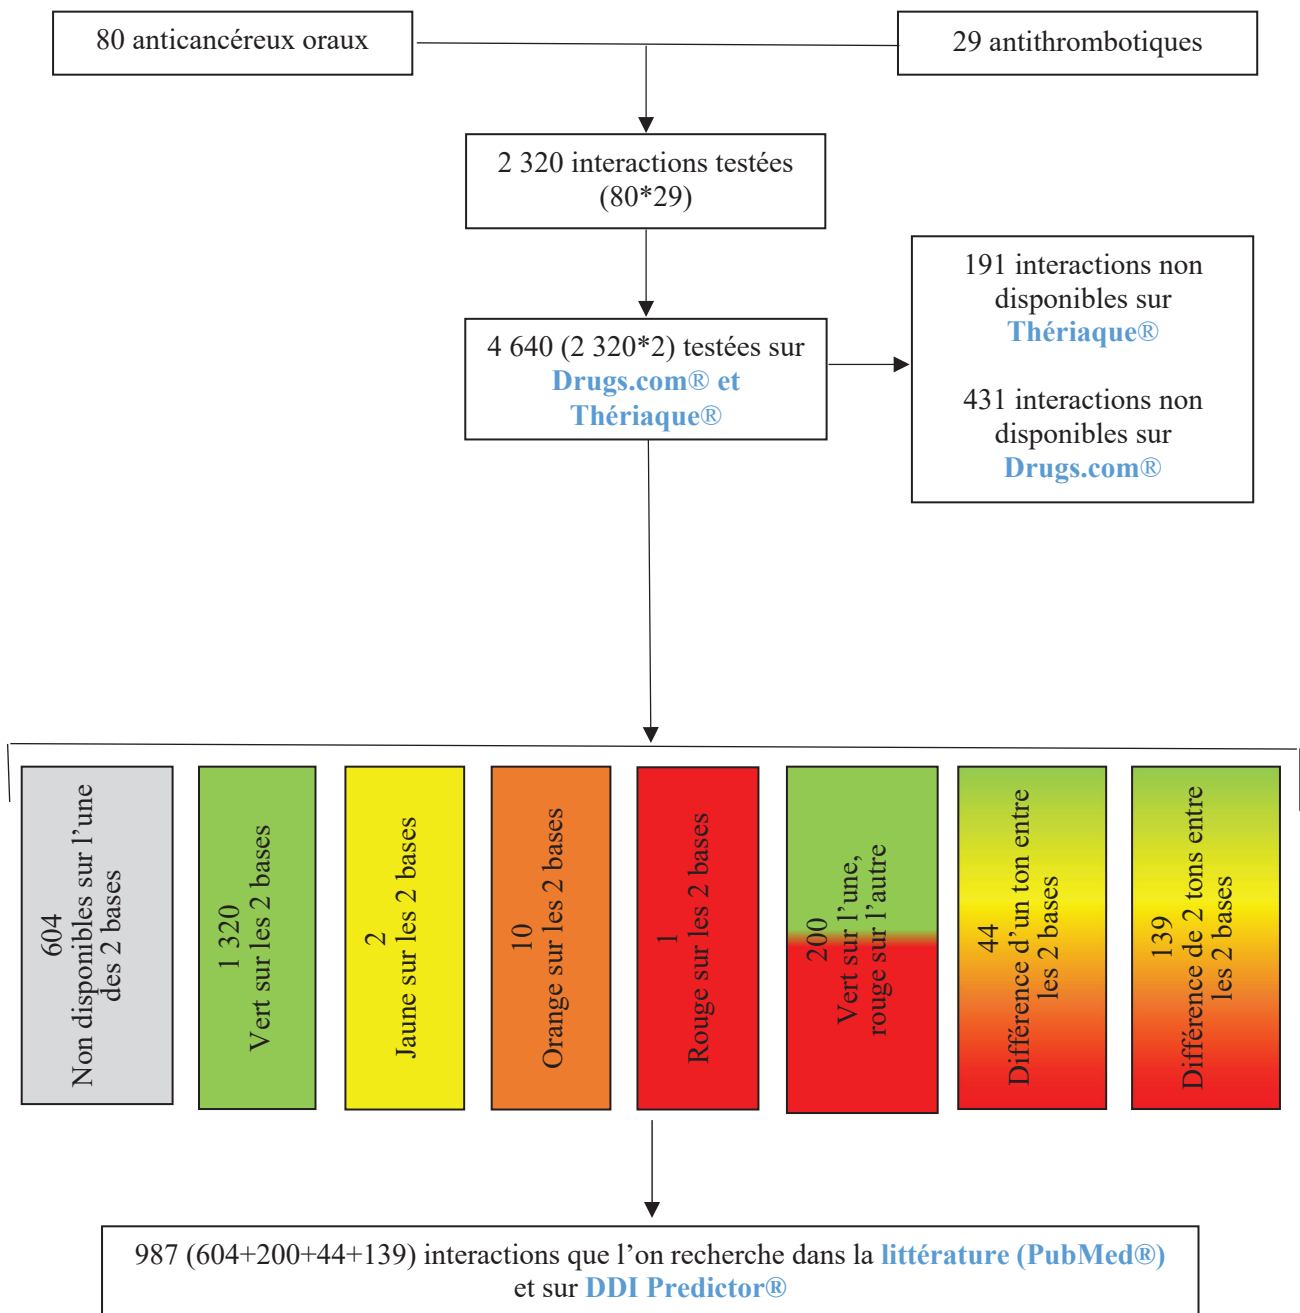 80 anticancéreux oraux
29 antithrombotiques
2 320 interactions testées
(80*29)
191 interactions non
disponibles sur
Thériaque®
431 interactions non
disponibles sur
Drugs.com®
4 640 (2 320*2) testées sur
Drugs.com® et
Thériaque®
604
Non disponibles sur l’une
des 2 bases
1 320
Vert sur les 2 bases
2
Jaune sur les 2 bases
10
Orange sur les 2 bases
1
Rouge sur les 2 bases
200
Vert sur l’une,
rouge sur l’autre
44
Différence d’un ton entre
les 2 bases
139
Différence de 2 tons entre
les 2 bases
987 (604+200+44+139) interactions que l’on recherche dans la littérature (PubMed®)
et sur DDI Predictor®